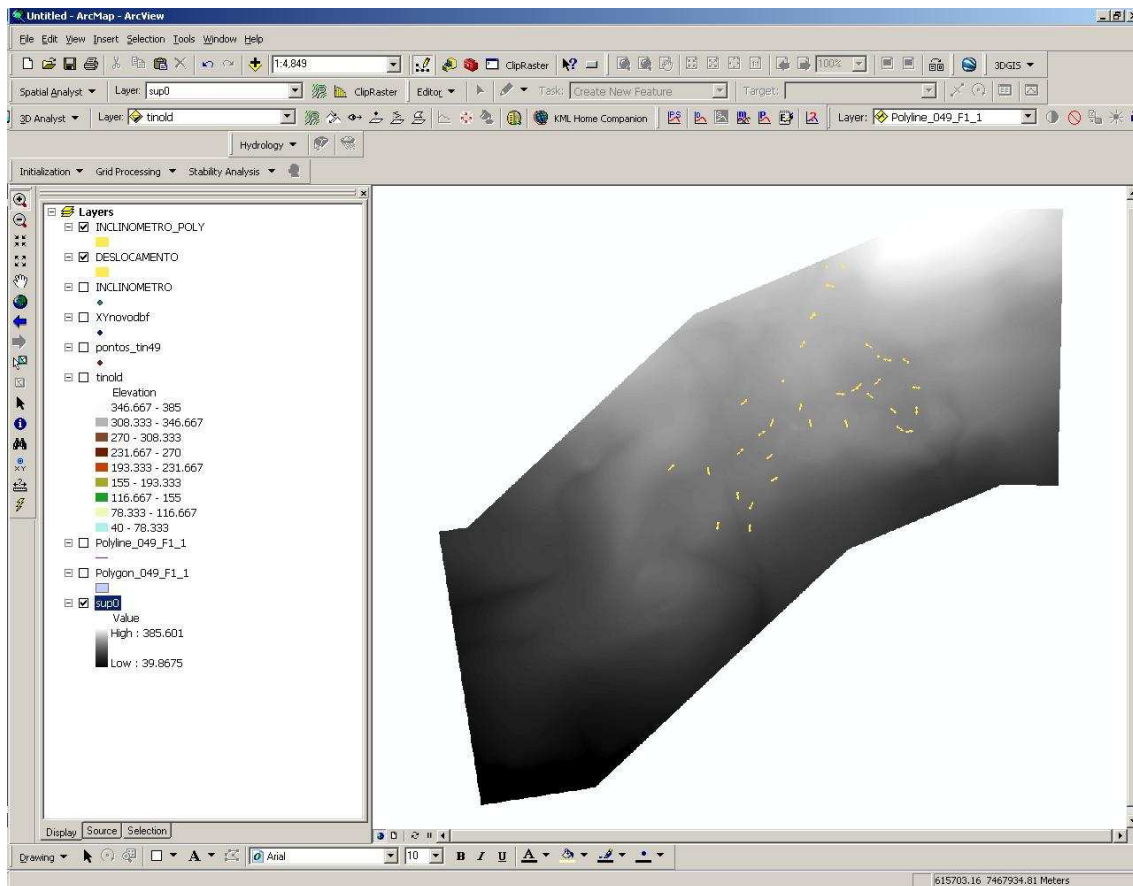 Untitled - ArcMap - ArcView
File Edit View Insert Selection Tools Window Help
1:4,849 ClipRaster 100% 3DGIS
Spatial Analyst Layer: sup0 ClipRaster Editor Task: Create New Feature Target:
3D Analyst Layer: tinold KML Home Companion Layer: Polyline_049_F1_1
Hydrology
Initialization Grid Processing Stability Analysis
Layers
INCLINOMETRO_POLY
DESLOCAMENTO
INCLINOMETRO
XYnovodbf
pontos_tin49
tinold
Elevation
346.667 - 385
308.333 - 346.667
270 - 308.333
231.667 - 270
193.333 - 231.667
155 - 193.333
116.667 - 155
78.333 - 116.667
40 - 78.333
Polyline_049_F1_1
Polygon_049_F1_1
sup0
Value
High : 385.601
Low : 39.8675
Display Source Selection
Drawing A Arial 10 B I U A
615703.16 7467934.81 Meters